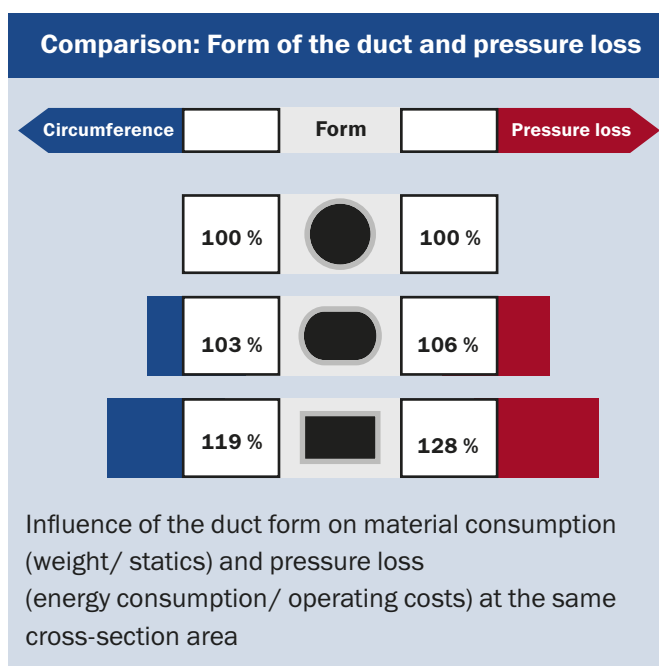 Comparison: Form of the duct and pressure loss
Circumference Form Pressure loss
100 % 100 %
103 % 106 %
119 % 128 %
Influence of the duct form on material consumption
(weight/ statics) and pressure loss
(energy consumption/ operating costs) at the same
cross-section area